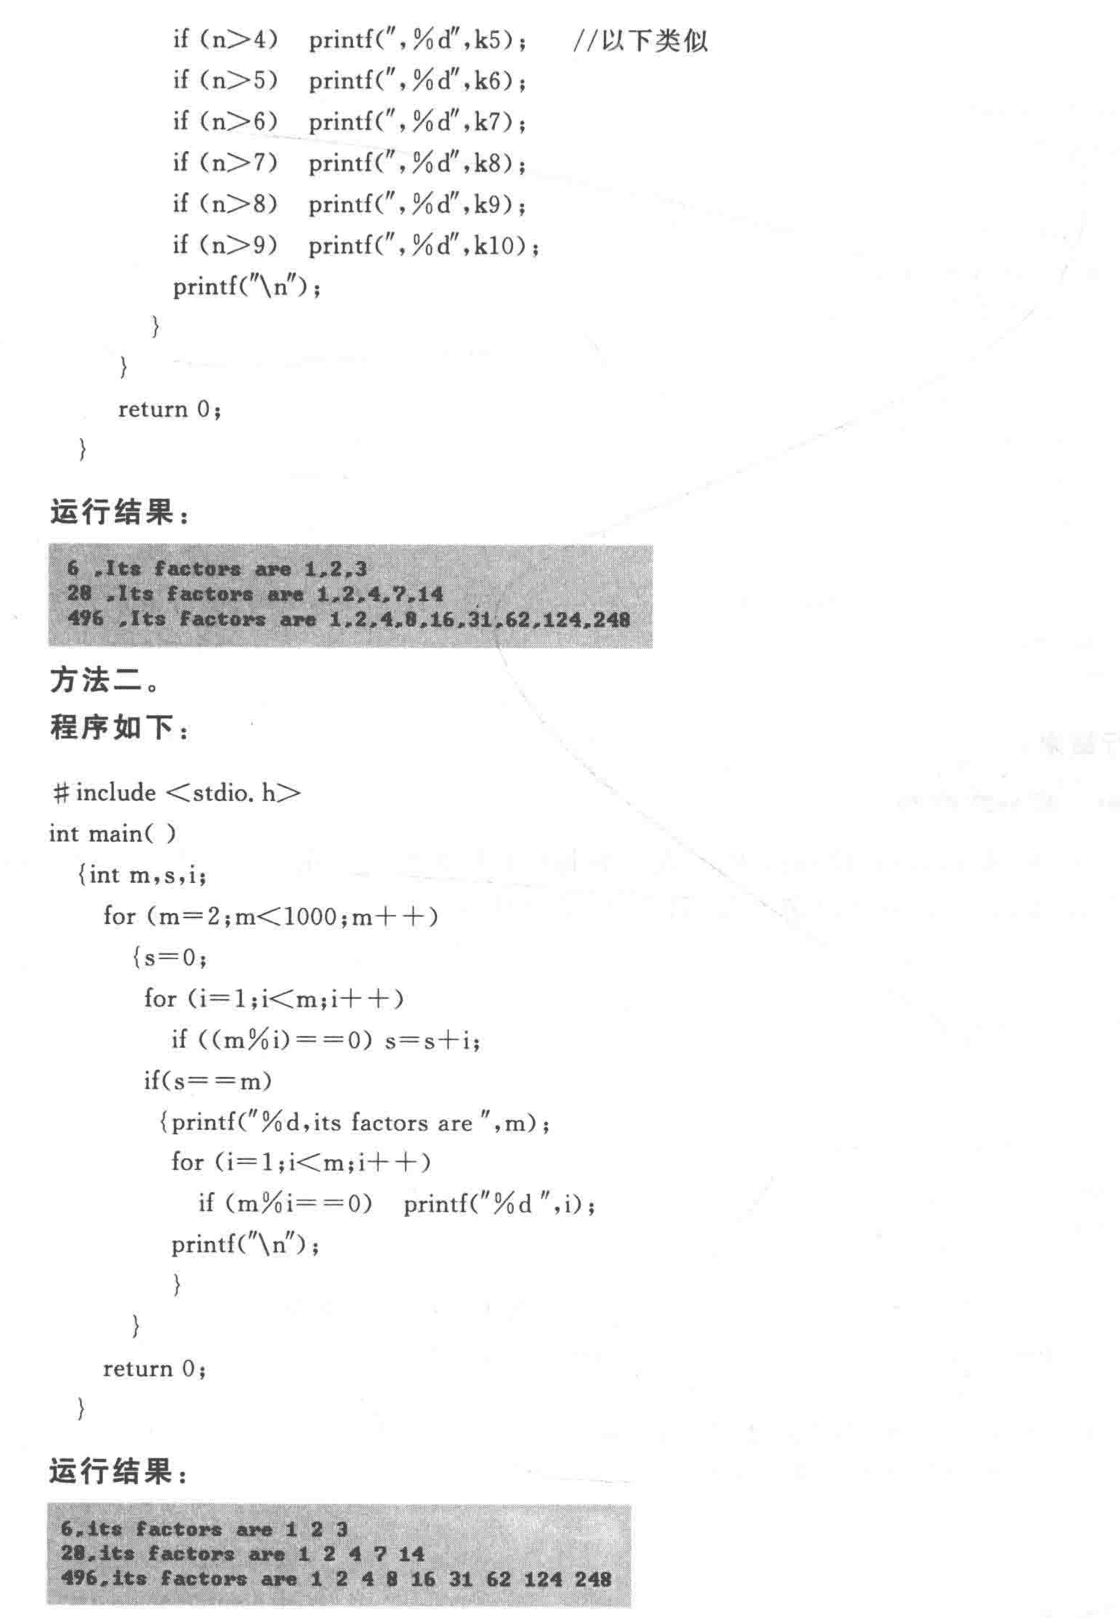 if (n>4) printf(",%d",k5); //以下类似
if (n>5) printf(",%d",k6);
if (n>6) printf(",%d",k7);
if (n>7) printf(",%d",k8);
if (n>8) printf(",%d",k9);
if (n>9) printf(",%d",k10);
printf("\n");
}
}
return 0;
}
运行结果：
6 ,Its factors are 1,2,3
28 ,Its factors are 1,2,4,7,14
496 ,Its factors are 1,2,4,8,16,31,62,124,248
方法二。
程序如下：
#include <stdio.h>
int main( )
{int m,s,i;
for (m=2;m<1000;m++)
{s=0;
for (i=1;i<m;i++)
if ((m%i)==0) s=s+i;
if(s==m)
{printf("%d,its factors are ",m);
for (i=1;i<m;i++)
if (m%i==0) printf("%d ",i);
printf("\n");
}
}
return 0;
}
运行结果：
6,its factors are 1 2 3
28,its factors are 1 2 4 7 14
496,its factors are 1 2 4 8 16 31 62 124 248